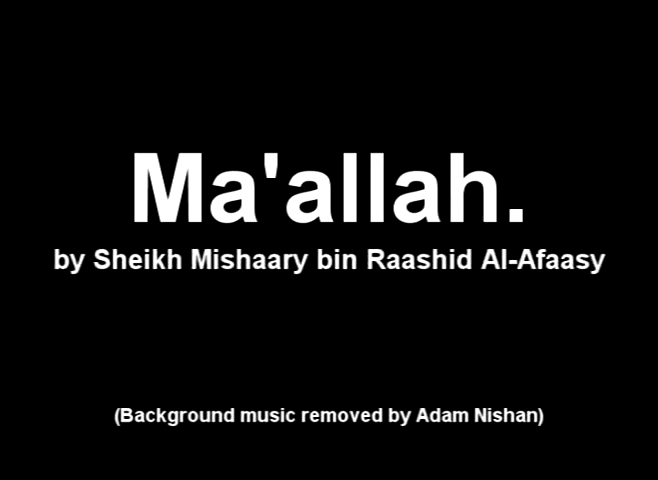 Ma'allah.
by Sheikh Mishaary bin Raashid Al-Afaasy
(Background music removed by Adam Nishan)